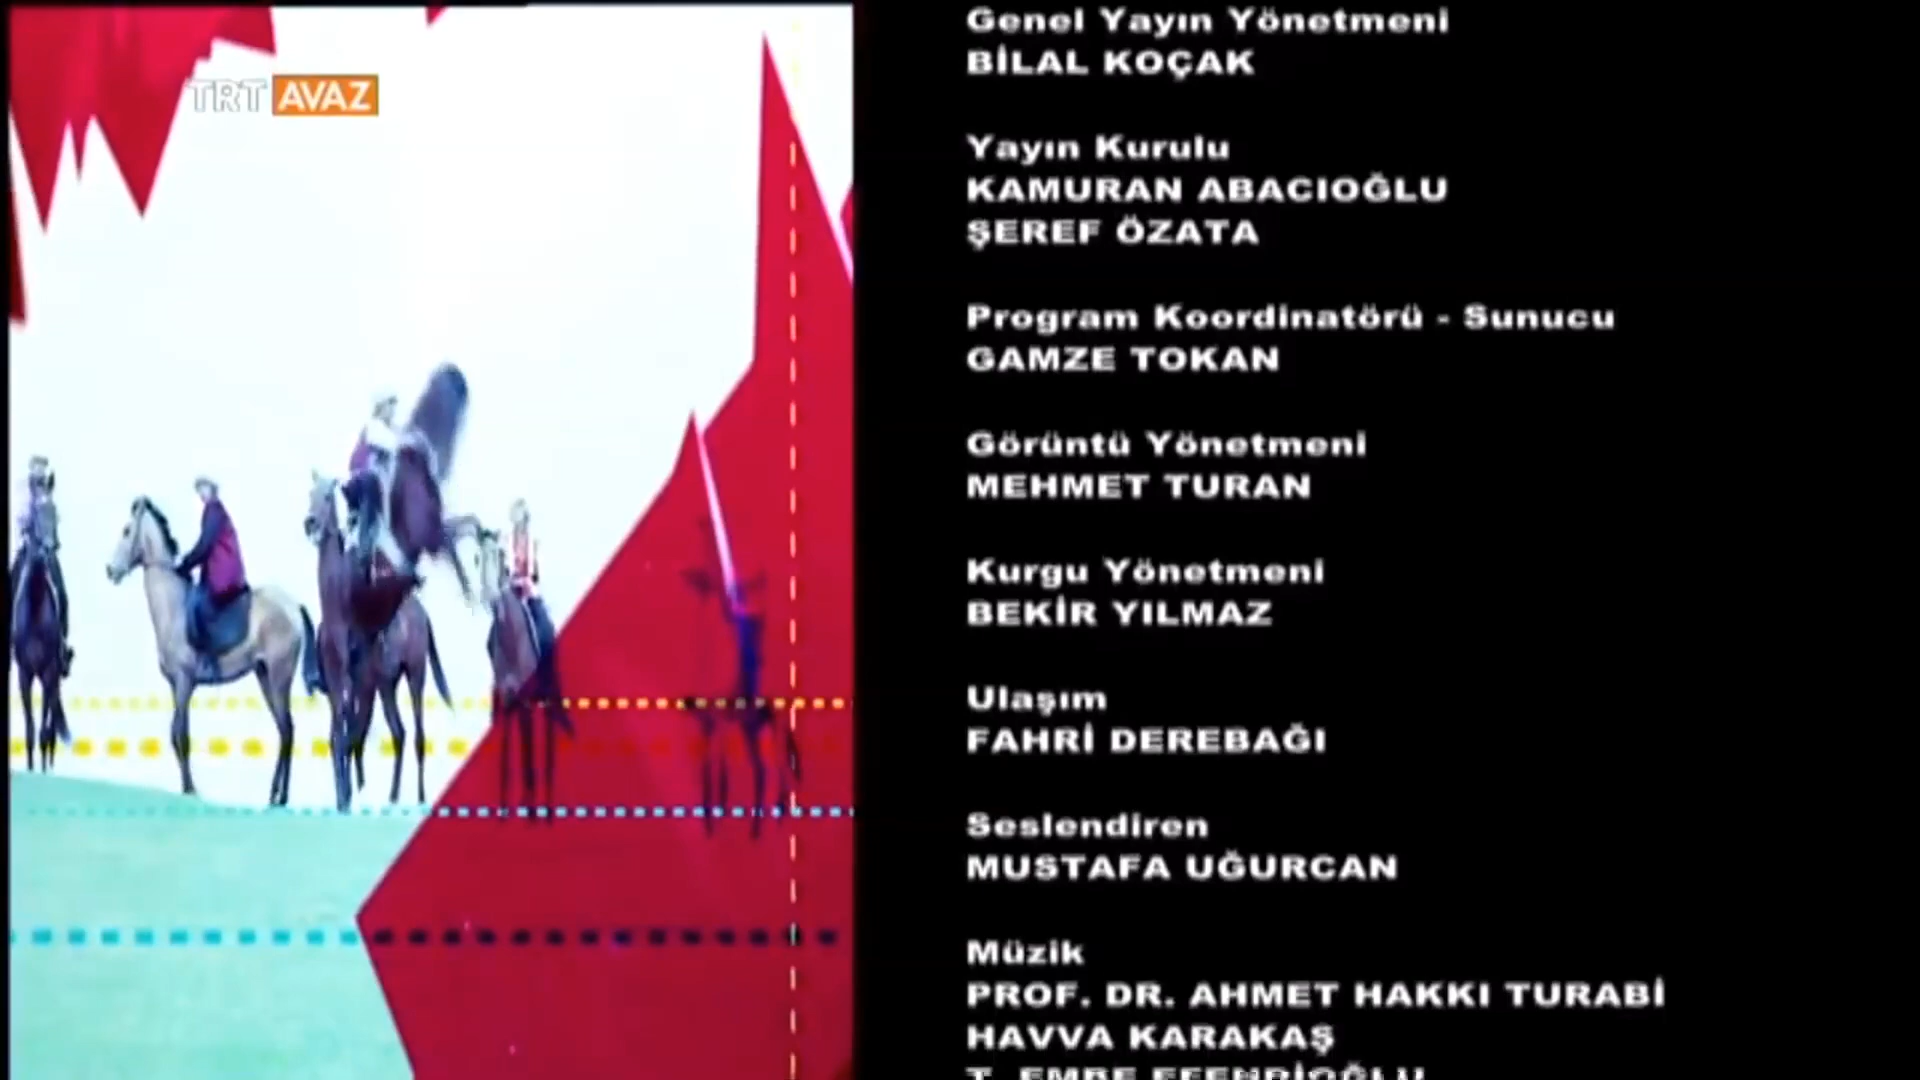 TRT AVAZ
Genel Yayın Yönetmeni
BİLAL KOÇAK
Yayın Kurulu
KAMURAN ABACIOĞLU
ŞEREF ÖZATA
Program Koordinatörü - Sunucu
GAMZE TOKAN
Görüntü Yönetmeni
MEHMET TURAN
Kurgu Yönetmeni
BEKİR YILMAZ
Ulaşım
FAHRİ DEREBAĞI
Seslendiren
MUSTAFA UĞURCAN
Müzik
PROF. DR. AHMET HAKKI TURABİ
HAVVA KARAKAŞ